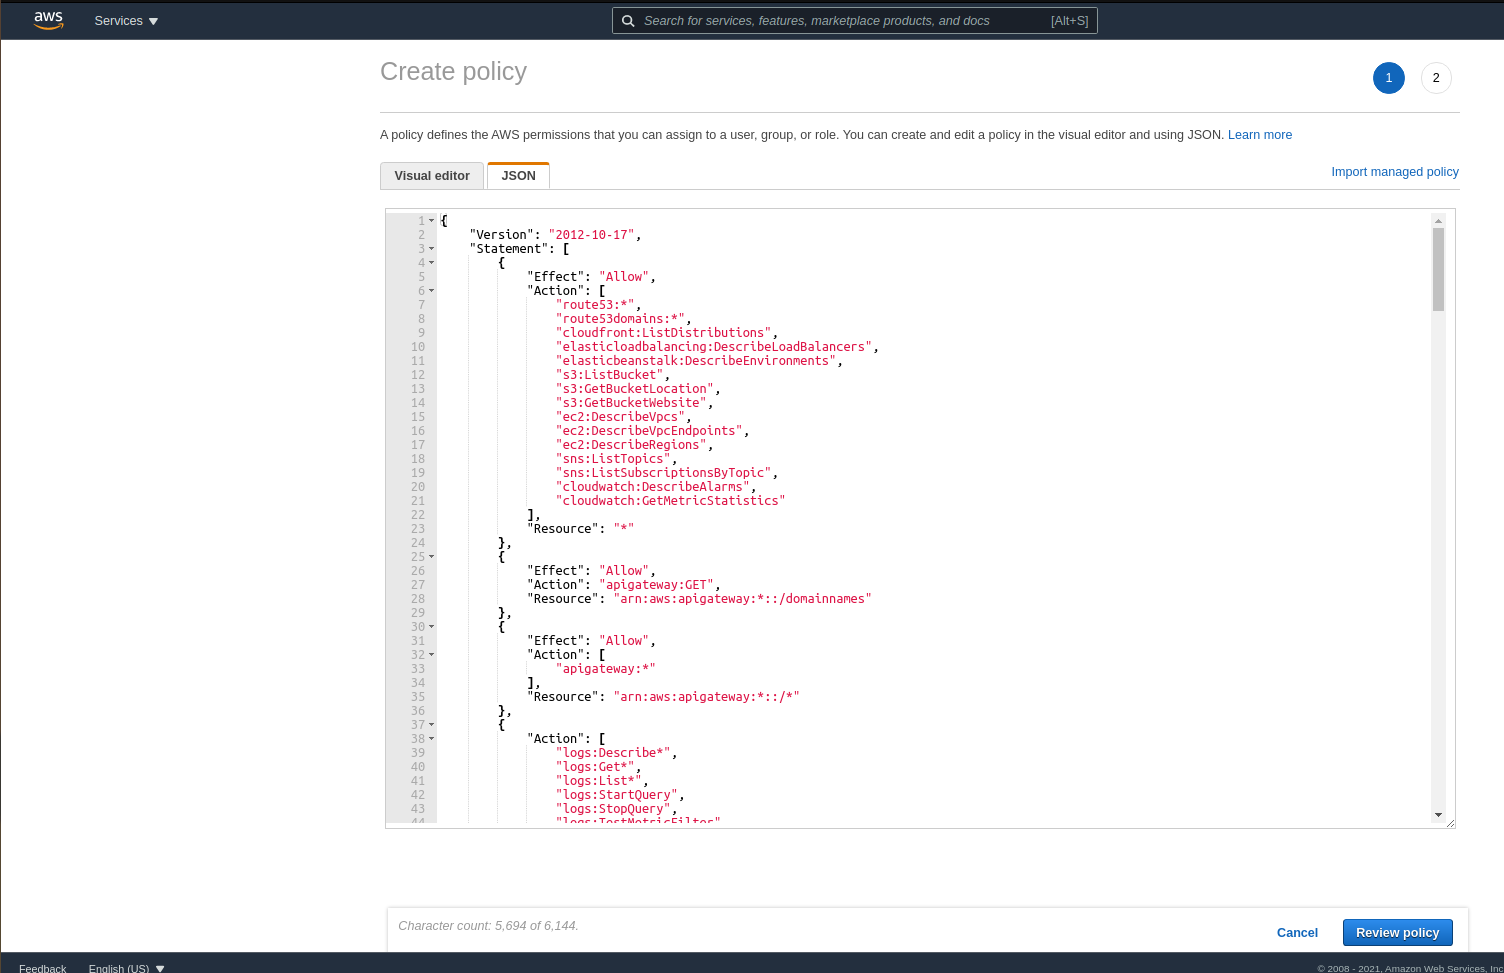 aws
Services
Search for services, features, marketplace products, and docs [Alt+S]
Create policy
1 2
A policy defines the AWS permissions that you can assign to a user, group, or role. You can create and edit a policy in the visual editor and using JSON. Learn more
Visual editor JSON Import managed policy
1 {
2 "Version": "2012-10-17",
3 "Statement": [
4 {
5 "Effect": "Allow",
6 "Action": [
7 "route53:*",
8 "route53domains:*",
9 "cloudfront:ListDistributions",
10 "elasticloadbalancing:DescribeLoadBalancers",
11 "elasticbeanstalk:DescribeEnvironments",
12 "s3:ListBucket",
13 "s3:GetBucketLocation",
14 "s3:GetBucketWebsite",
15 "ec2:DescribeVpcs",
16 "ec2:DescribeVpcEndpoints",
17 "ec2:DescribeRegions",
18 "sns:ListTopics",
19 "sns:ListSubscriptionsByTopic",
20 "cloudwatch:DescribeAlarms",
21 "cloudwatch:GetMetricStatistics"
22 ],
23 "Resource": "*"
24 },
25 {
26 "Effect": "Allow",
27 "Action": "apigateway:GET",
28 "Resource": "arn:aws:apigateway:*::/domainnames"
29 },
30 {
31 "Effect": "Allow",
32 "Action": [
33 "apigateway:*"
34 ],
35 "Resource": "arn:aws:apigateway:*::/*"
36 },
37 {
38 "Action": [
39 "logs:Describe*",
40 "logs:Get*",
41 "logs:List*",
42 "logs:StartQuery",
43 "logs:StopQuery",
44 "logs:TestMetricFilter"
Character count: 5,694 of 6,144.
Cancel Review policy
Feedback English (US) © 2008 - 2021, Amazon Web Services, Inc